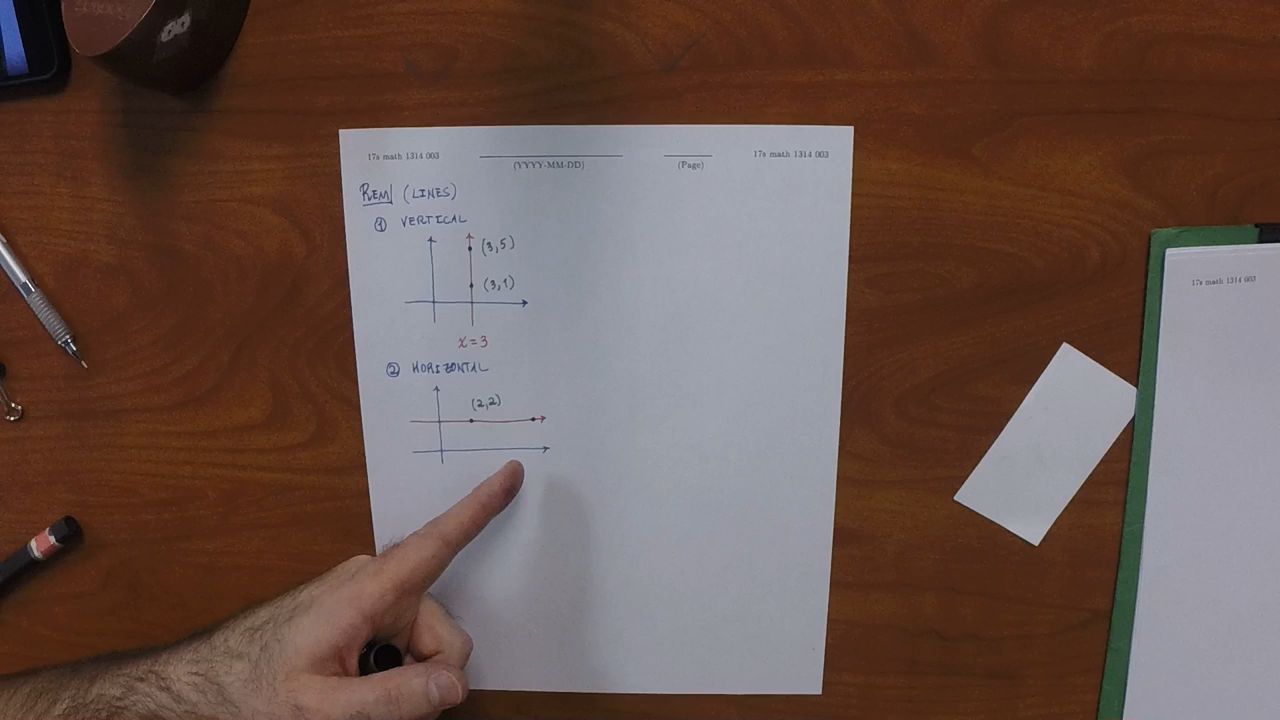 17s math 1314 003 (YYYY-MM-DD) (Page) 17s math 1314 003
REM (LINES)
① VERTICAL
(3,5)
(3,1)
x=3
② HORIZONTAL
(2,2)
17s math 1314 003